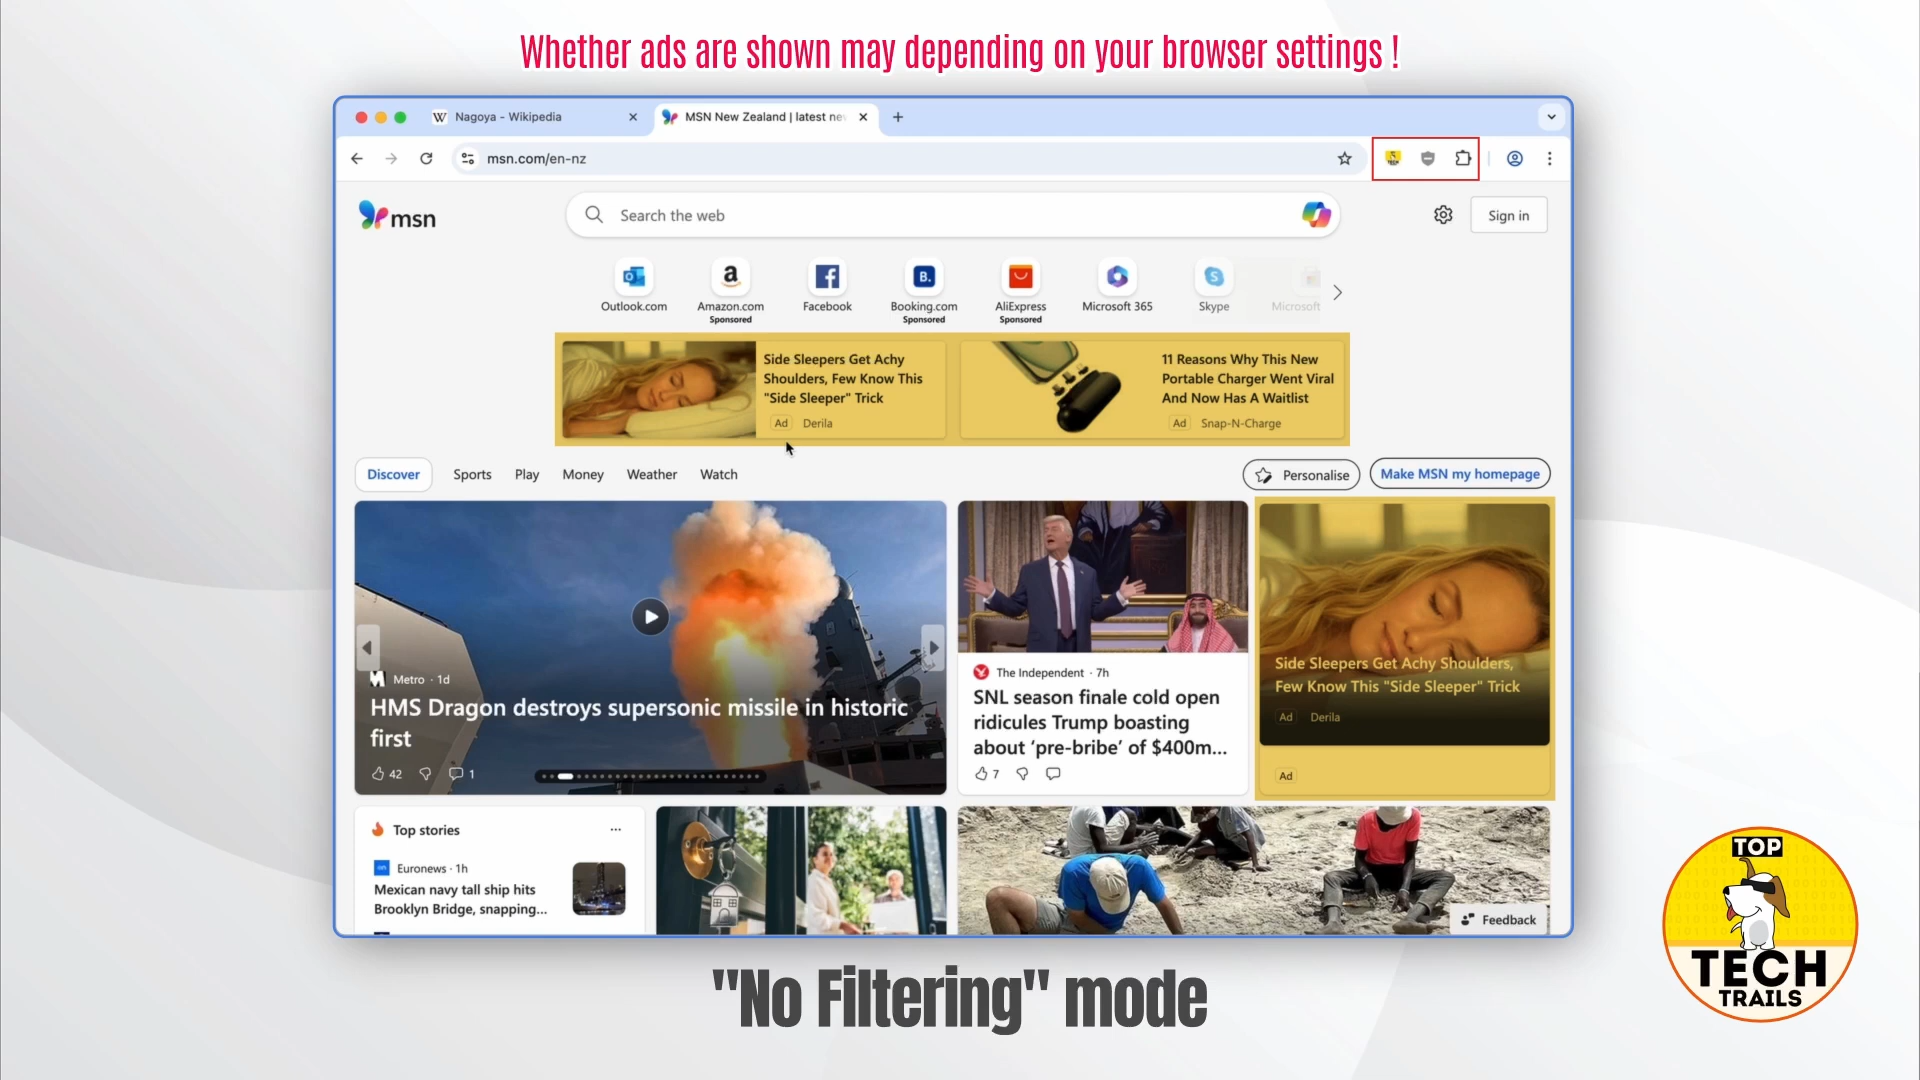 Whether ads are shown may depending on your browser settings !
W Nagoya - Wikipedia
MSN New Zealand | latest nev
msn.com/en-nz
msn
Search the web
Sign in
Outlook.com
Amazon.com
Sponsored
Facebook
Booking.com
Sponsored
AliExpress
Sponsored
Microsoft 365
Skype
Microsoft
Side Sleepers Get Achy
Shoulders, Few Know This
"Side Sleeper" Trick
Ad Derila
11 Reasons Why This New
Portable Charger Went Viral
And Now Has A Waitlist
Ad Snap-N-Charge
Discover
Sports
Play
Money
Weather
Watch
Personalise
Make MSN my homepage
Metro · 1d
HMS Dragon destroys supersonic missile in historic
first
42
1
The Independent · 7h
SNL season finale cold open
ridicules Trump boasting
about ‘pre-bribe’ of $400m...
7
Side Sleepers Get Achy Shoulders,
Few Know This "Side Sleeper" Trick
Ad Derila
Ad
Top stories
Euronews · 1h
Mexican navy tall ship hits
Brooklyn Bridge, snapping...
Feedback
"No Filtering" mode
TOP
TECH
TRAILS